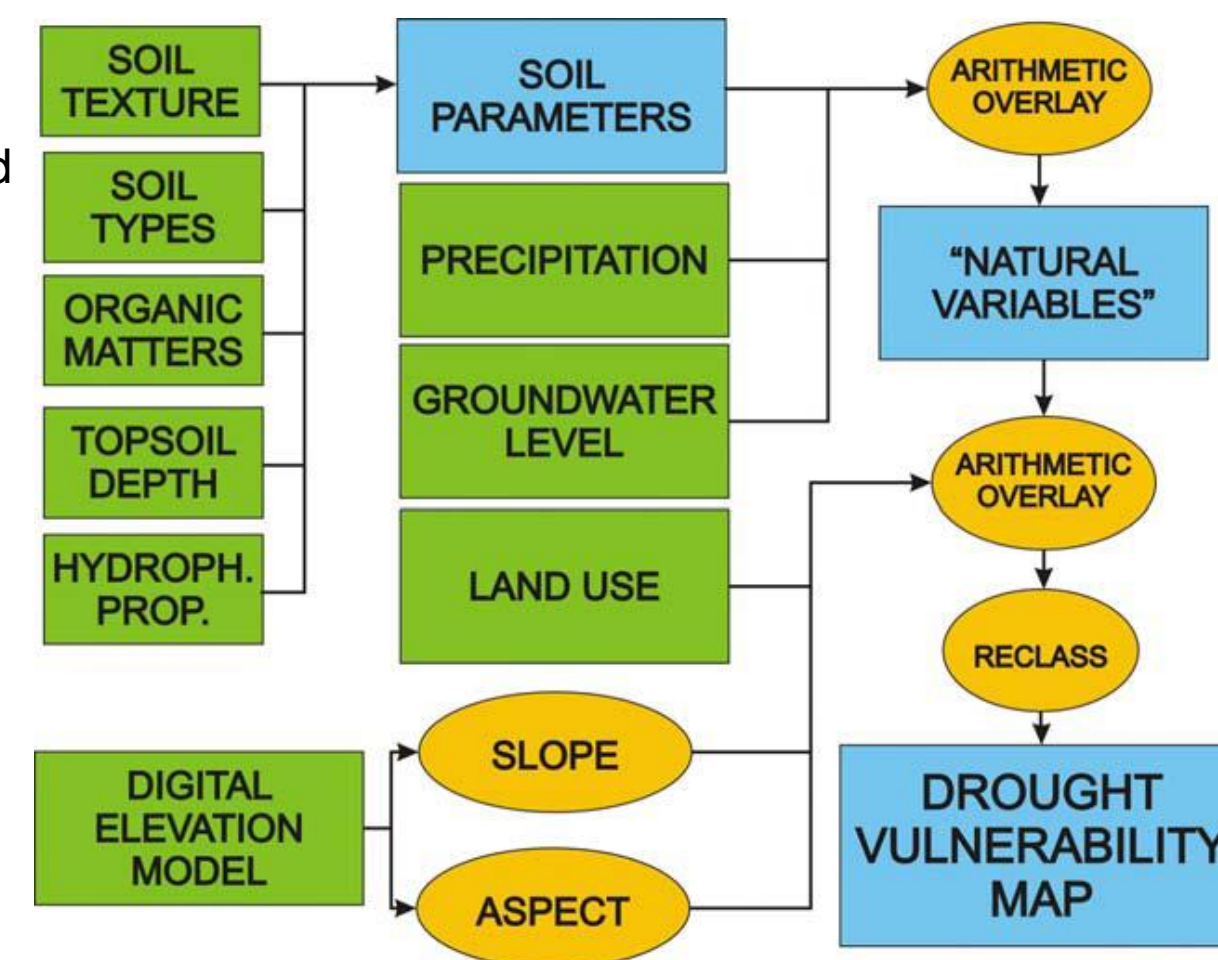 SOIL
TEXTURE
d
SOIL
TYPES
ORGANIC
MATTERS
TOPSOIL
DEPTH
HYDROPH.
PROP.
SOIL
PARAMETERS
PRECIPITATION
GROUNDWATER
LEVEL
LAND USE
DIGITAL
ELEVATION
MODEL
SLOPE
ASPECT
ARITHMETIC
OVERLAY
“NATURAL
VARIABLES”
ARITHMETIC
OVERLAY
RECLASS
DROUGHT
VULNERABILITY
MAP